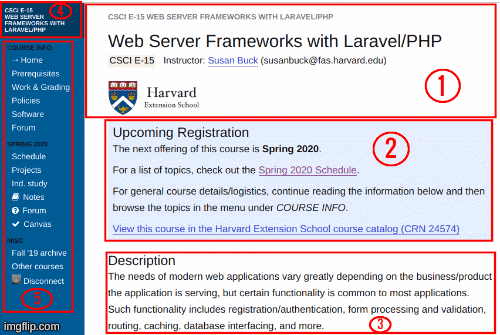 CSCI E-15
WEB SERVER
FRAMEWORKS WITH
LARAVEL/PHP
4
COURSE INFO
→ Home
Prerequisites
Work & Grading
Policies
Software
Forum
SPRING 2020
Schedule
Projects
Ind. study
Notes
Forum
Canvas
MISC
Fall '19 archive
Other courses
Disconnect
5
imgflip.com
CSCI E-15 WEB SERVER FRAMEWORKS WITH LARAVEL/PHP
Web Server Frameworks with Laravel/PHP
CSCI E-15 Instructor: Susan Buck (susanbuck@fas.harvard.edu)
Harvard
Extension School
1
Upcoming Registration
The next offering of this course is Spring 2020.
2
For a list of topics, check out the Spring 2020 Schedule.
For general course details/logistics, continue reading the information below and then
browse the topics in the menu under COURSE INFO.
View this course in the Harvard Extension School course catalog (CRN 24574)
Description
The needs of modern web applications vary greatly depending on the business/product
the application is serving, but certain functionality is common to most applications.
Such functionality includes registration/authentication, form processing and validation,
routing, caching, database interfacing, and more.
3